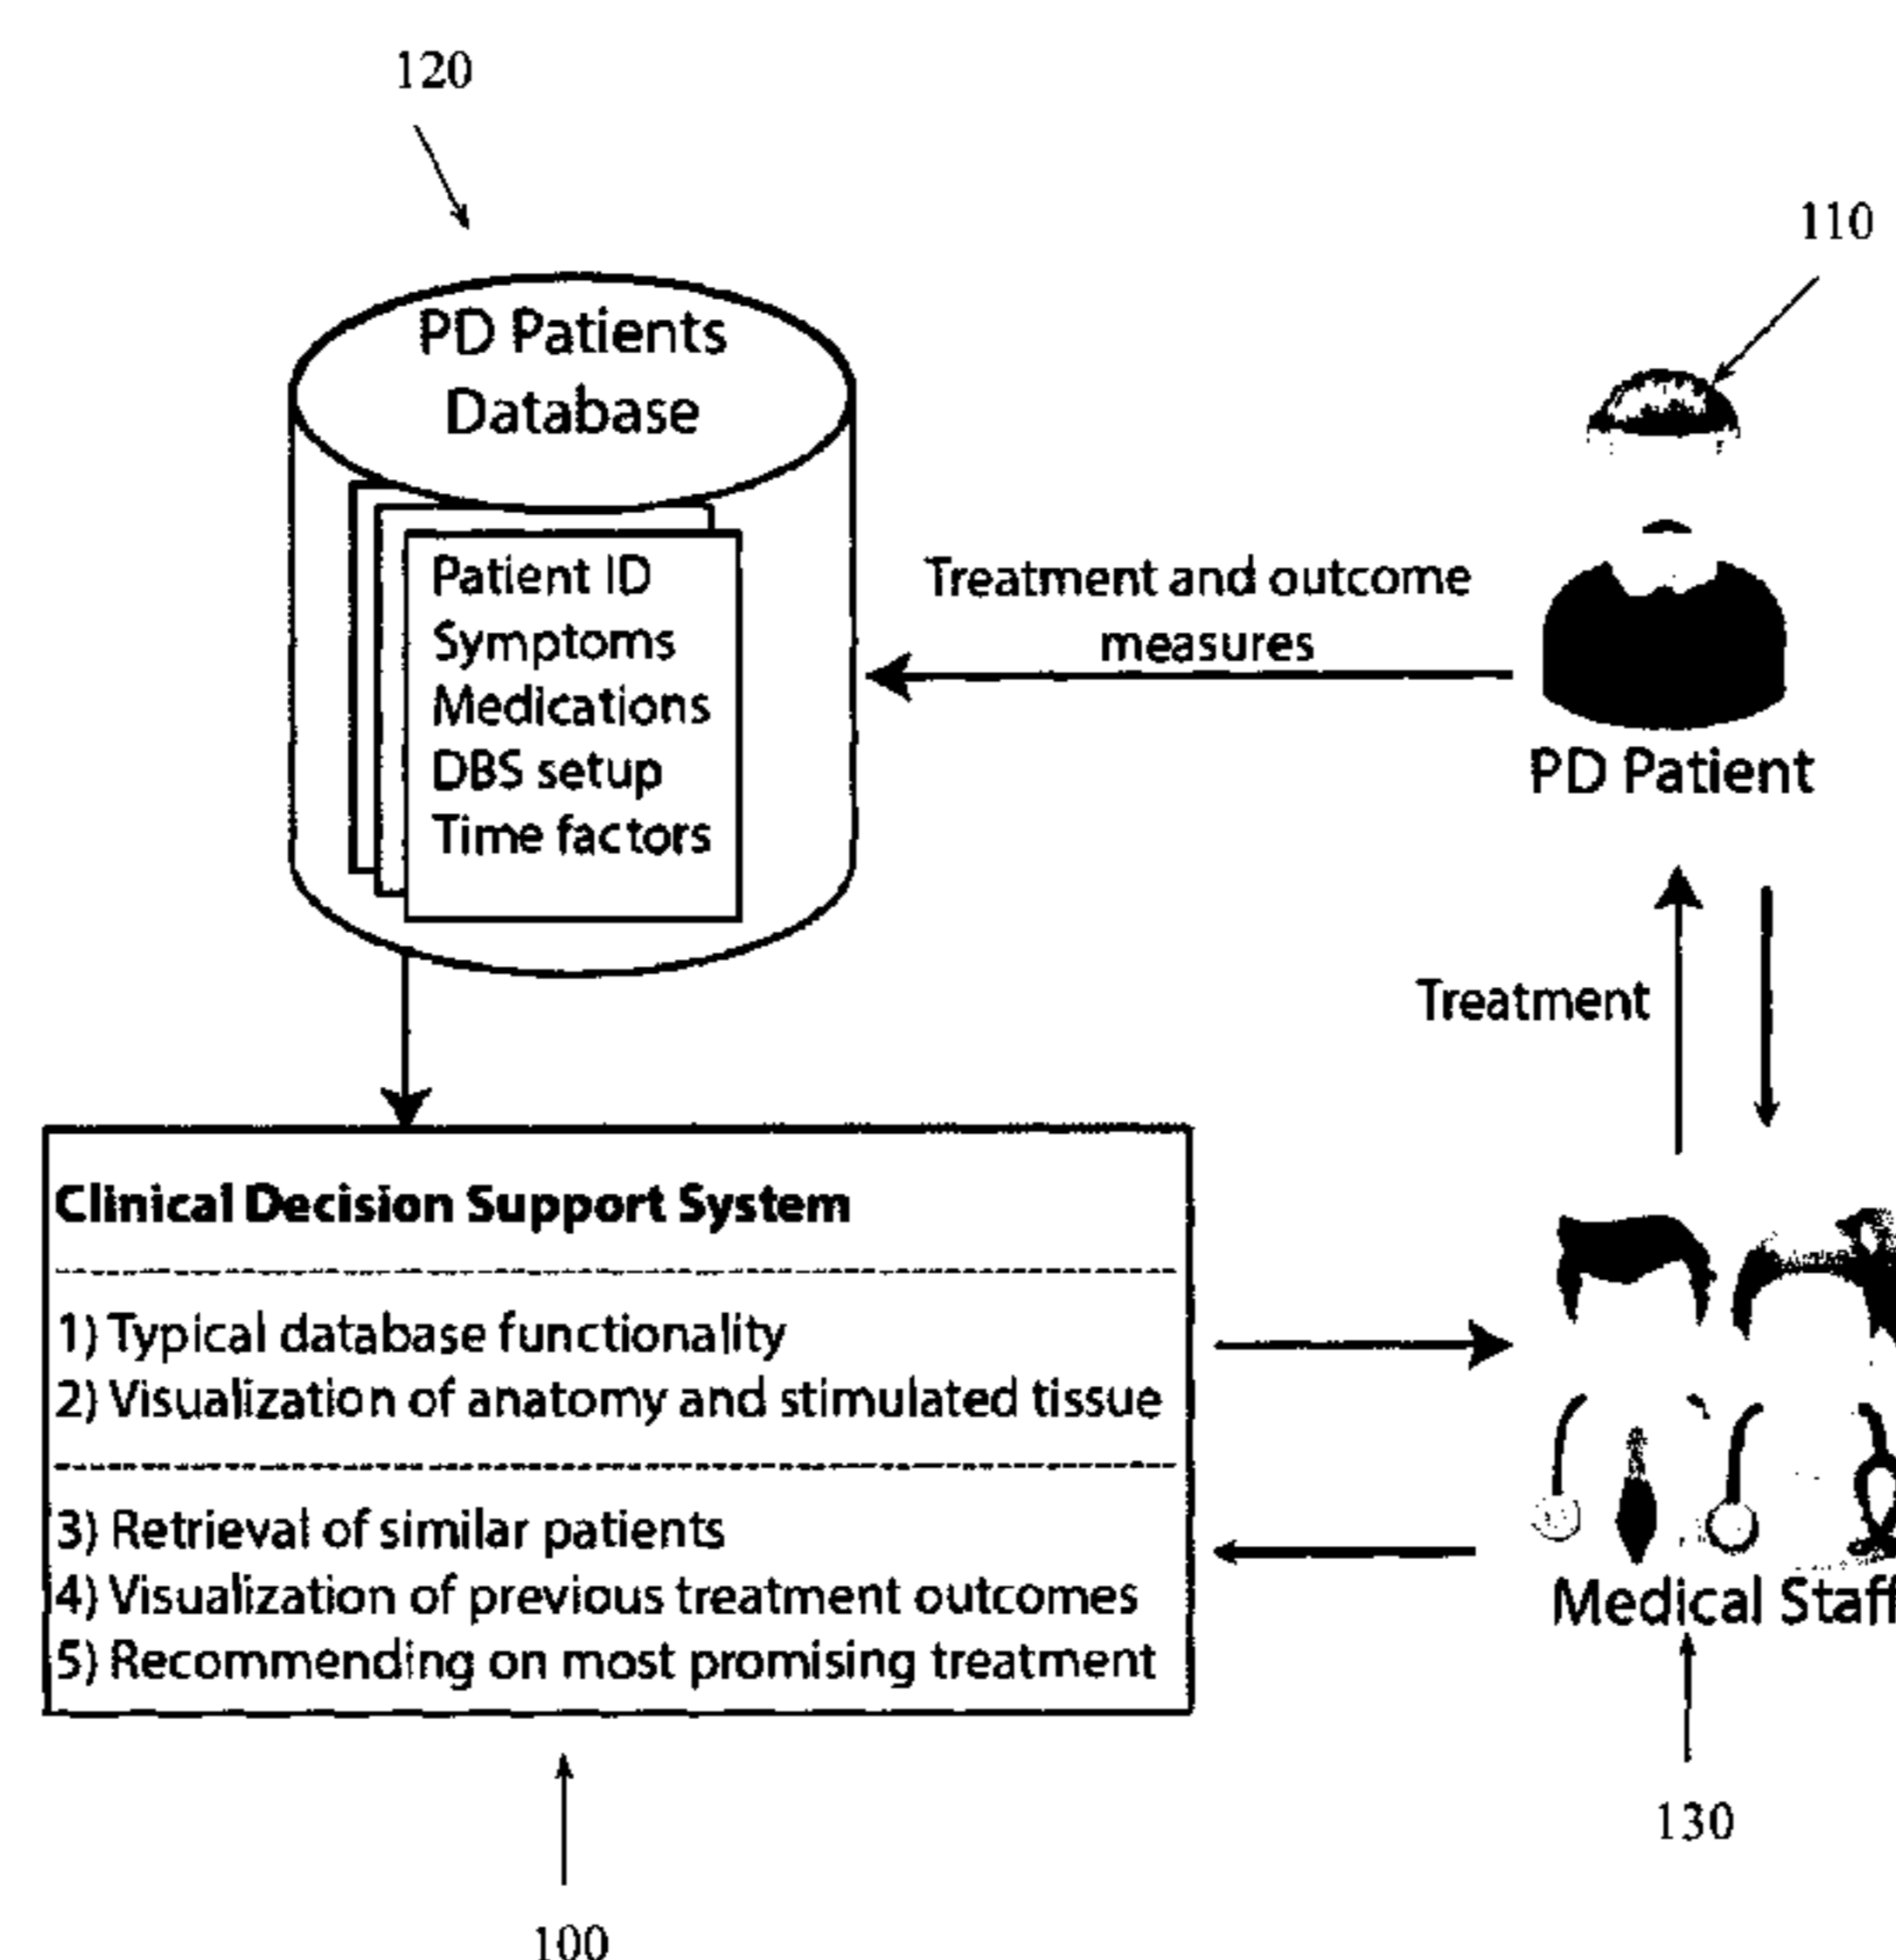 120
110
PD Patients
Database
Patient ID
Symptoms
Medications
DBS setup
Time factors
Treatment and outcome
measures
PD Patient
Treatment
Clinical Decision Support System
1) Typical database functionality
2) Visualization of anatomy and stimulated tissue
3) Retrieval of similar patients
4) Visualization of previous treatment outcomes
5) Recommending on most promising treatment
Medical Staff
130
100